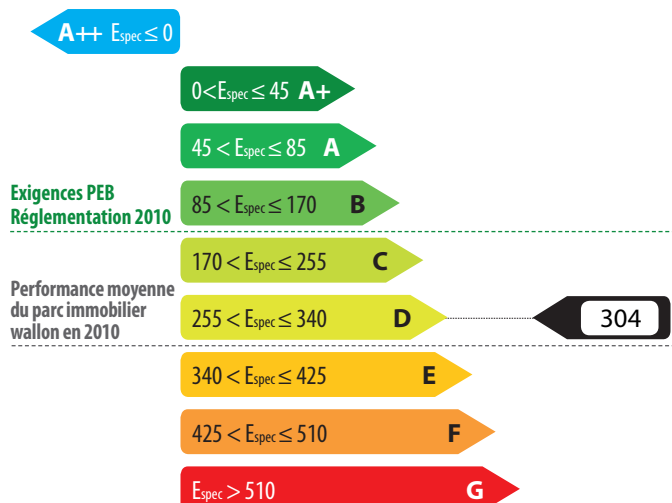 A++ Espec ≤ 0
0<Espec ≤ 45 A+
45 < Espec ≤ 85 A
Exigences PEB
Réglementation 2010
85 < Espec ≤ 170 B
170 < Espec ≤ 255 C
Performance moyenne
du parc immobilier
wallon en 2010
255 < Espec ≤ 340 D
304
340 < Espec ≤ 425 E
425 < Espec ≤ 510 F
Espec > 510 G